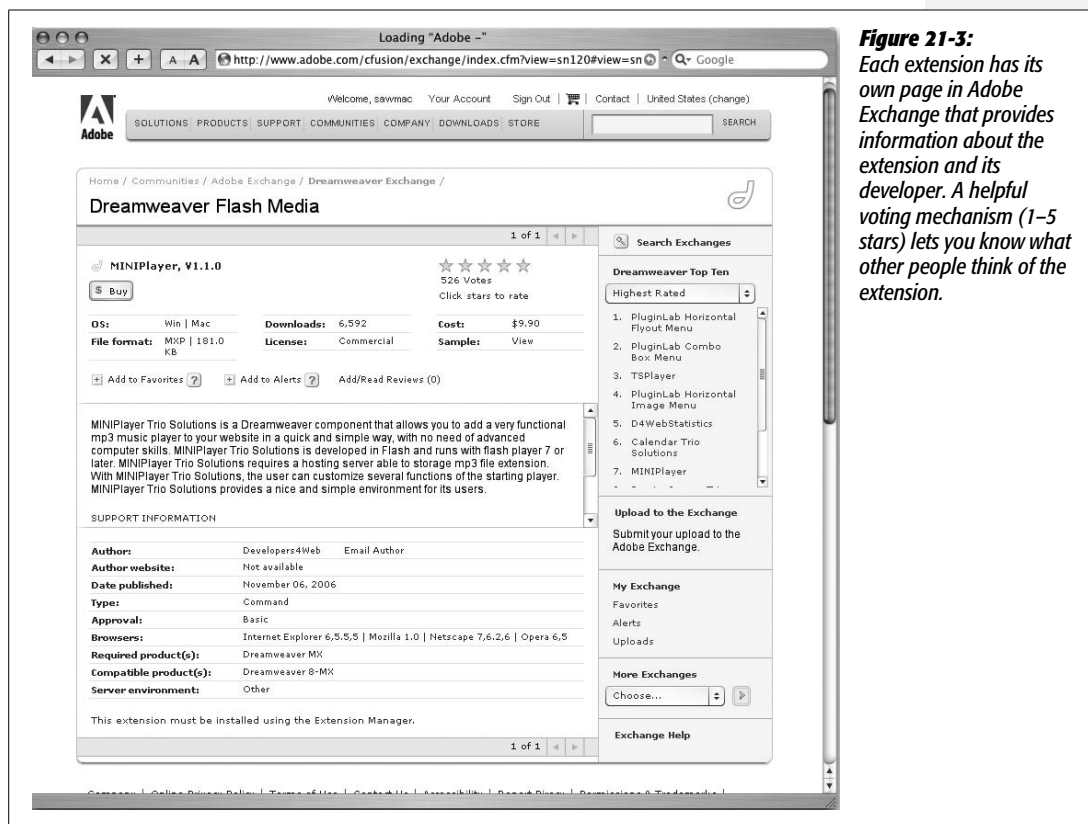 Loading "Adobe –"
A A http://www.adobe.com/cfusion/exchange/index.cfm?view=sn120#view=sn Google
Adobe
Welcome, sawmac Your Account Sign Out | | Contact | United States (change)
SOLUTIONS PRODUCTS SUPPORT COMMUNITIES COMPANY DOWNLOADS STORE SEARCH
Home / Communities / Adobe Exchange / Dreamweaver Exchange /
Dreamweaver Flash Media
1 of 1
MINIPlayer, V1.1.0
$ Buy
526 Votes
Click stars to rate
OS: Win | Mac Downloads: 6,592 Cost: $9.90
File format: MXP | 181.0 KB License: Commercial Sample: View
+ Add to Favorites ? + Add to Alerts ? Add/Read Reviews (0)
MINIPlayer Trio Solutions is a Dreamweaver component that allows you to add a very functional
mp3 music player to your website in a quick and simple way, with no need of advanced
computer skills. MINIPlayer Trio Solutions is developed in Flash and runs with flash player 7 or
later. MINIPlayer Trio Solutions requires a hosting server able to storage mp3 file extension.
With MINIPlayer Trio Solutions, the user can customize several functions of the starting player.
MINIPlayer Trio Solutions provides a nice and simple environment for its users.
SUPPORT INFORMATION
Author: Developers4Web Email Author
Author website: Not available
Date published: November 06, 2006
Type: Command
Approval: Basic
Browsers: Internet Explorer 6,5.5,5 | Mozilla 1.0 | Netscape 7,6.2,6 | Opera 6,5
Required product(s): Dreamweaver MX
Compatible product(s): Dreamweaver 8-MX
Server environment: Other
This extension must be installed using the Extension Manager.
1 of 1
Search Exchanges
Dreamweaver Top Ten
Highest Rated
1. PluginLab Horizontal
Flyout Menu
2. PluginLab Combo
Box Menu
3. TSPlayer
4. PluginLab Horizontal
Image Menu
5. D4WebStatistics
6. Calendar Trio
Solutions
7. MINIPlayer
Upload to the Exchange
Submit your upload to the
Adobe Exchange.
My Exchange
Favorites
Alerts
Uploads
More Exchanges
Choose...
Exchange Help
Figure 21-3:
Each extension has its
own page in Adobe
Exchange that provides
information about the
extension and its
developer. A helpful
voting mechanism (1–5
stars) lets you know what
other people think of the
extension.